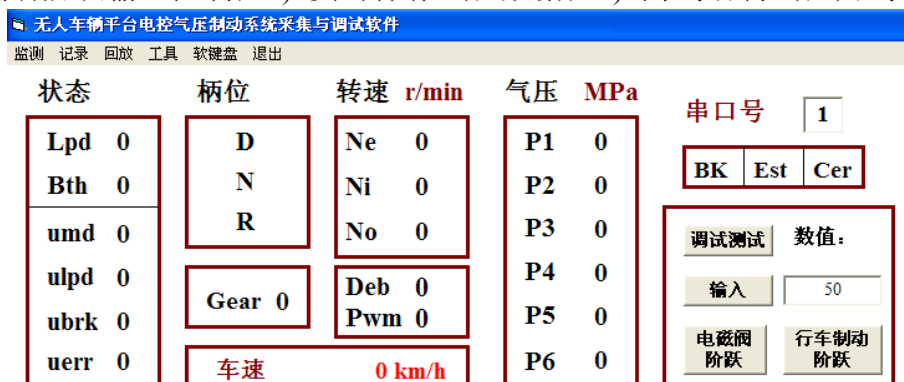 无人车辆平台电控气压制动系统采集与调试软件
监测 记录 回放 工具 软键盘 退出
状态 柄位 转速 r/min 气压 MPa
串口号 1
Lpd 0 D Ne 0 P1 0
BK Est Cer
Bth 0 N Ni 0 P2 0
umd 0 R No 0 P3 0
调试测试 数值：
ulpd 0 Gear 0 Deb 0 P4 0
输入 50
ubrk 0 Pwm 0 P5 0
电磁阀阶跃 行车制动阶跃
uerr 0 车速 0 km/h P6 0